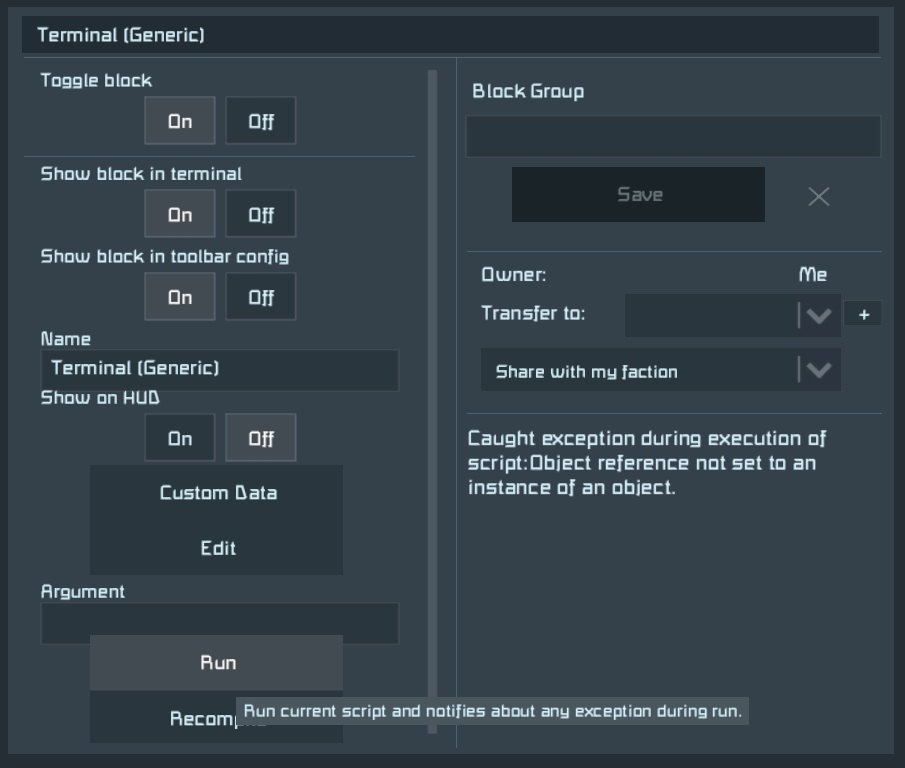 Terminal (Generic)
Toggle block
On
Off
Show block in terminal
On
Off
Show block in toolbar config
On
Off
Name
Terminal (Generic)
Show on HUD
On
Off
Custom Data
Edit
Argument
Run
Recomp
Run current script and notifies about any exception during run.
Block Group
Save
Owner:
Me
Transfer to:
+
Share with my faction
Caught exception during execution of
script:Object reference not set to an
instance of an object.